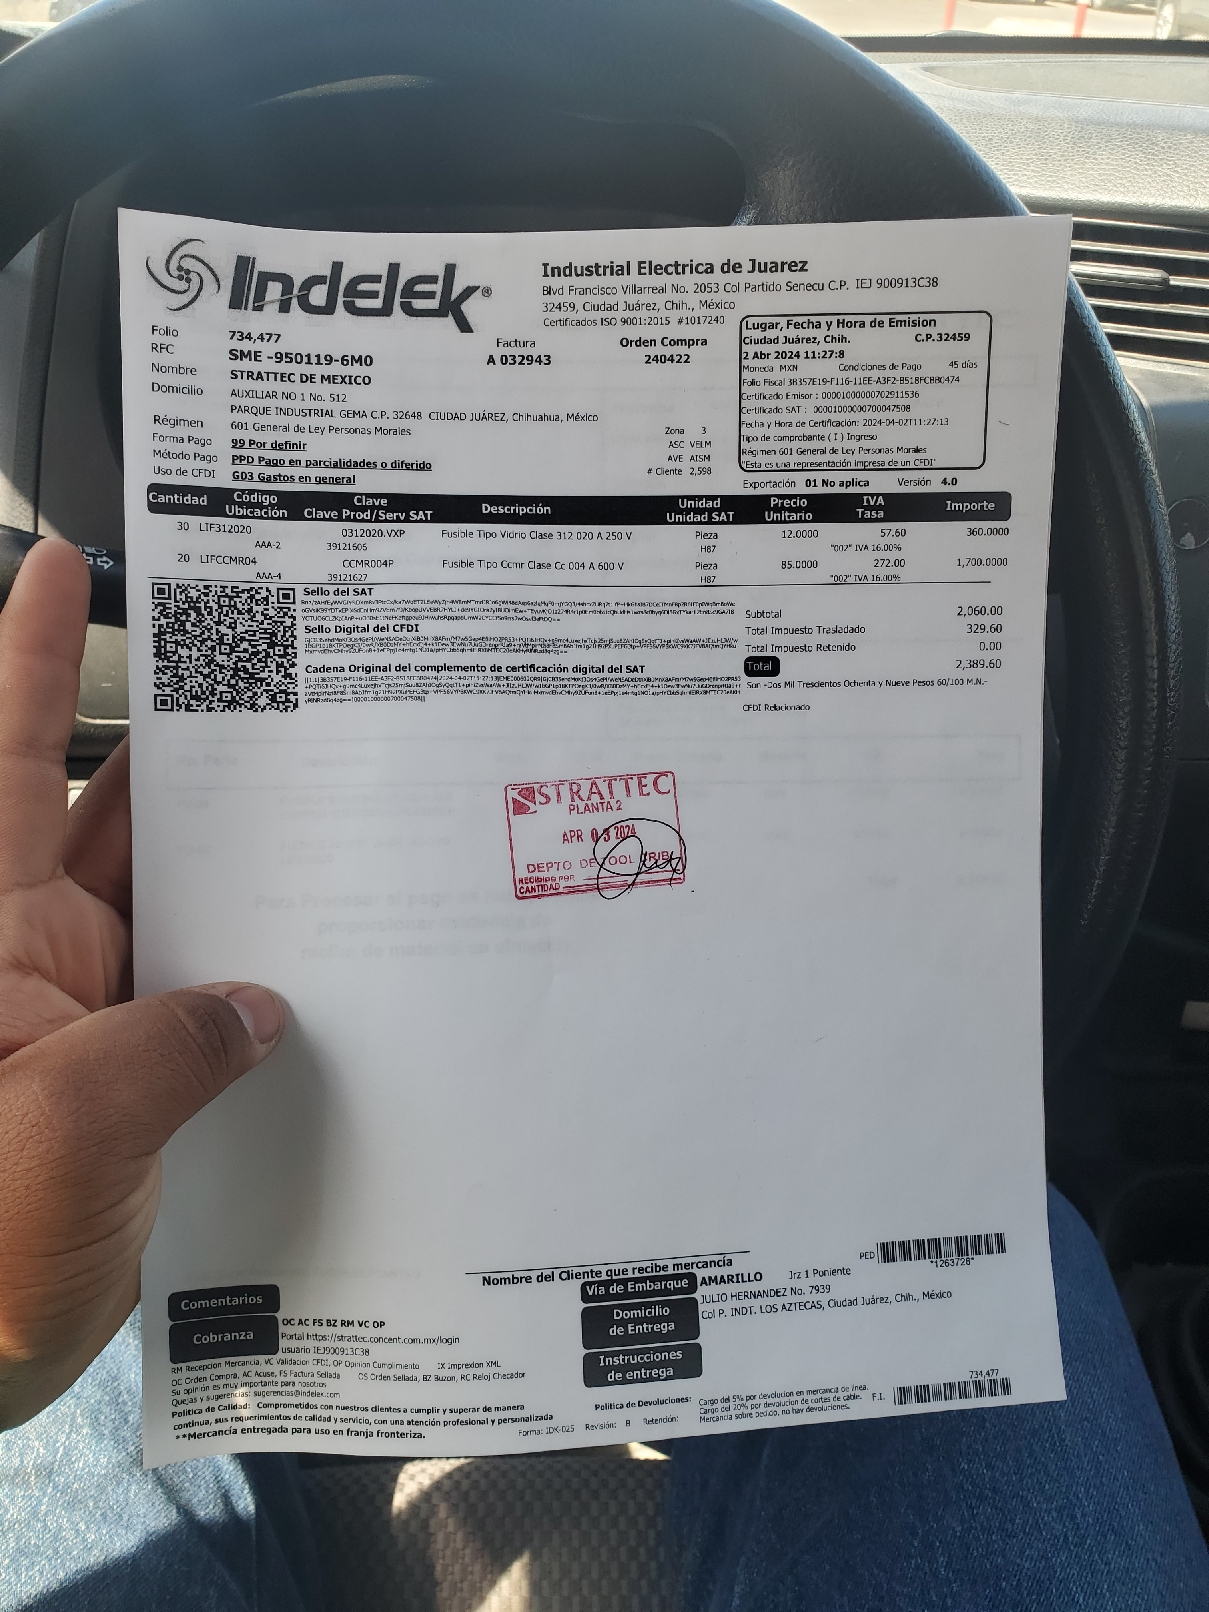 Indelek®
Industrial Electrica de Juarez
Blvd Francisco Villarreal No. 2053 Col Partido Senecu C.P. IEJ 900913C38
32459, Ciudad Juárez, Chih., México
Certificados ISO 9001:2015 #1017240
Folio 734,477
RFC SME -950119-6M0
Nombre STRATTEC DE MEXICO
Domicilio AUXILIAR NO 1 No. 512
PARQUE INDUSTRIAL GEMA C.P. 32648 CIUDAD JUÁREZ, Chihuahua, México
Régimen 601 General de Ley Personas Morales
Forma Pago 99 Por definir
Método Pago PPD Pago en parcialidades o diferido
Uso de CFDI G03 Gastos en general
Factura
A 032943
Orden Compra
240422
Zona 3
ASC VELM
AVE AISM
# Cliente 2,598
Lugar, Fecha y Hora de Emision
Ciudad Juárez, Chih. C.P.32459
2 Abr 2024 11:27:8
Moneda MXN Condiciones de Pago 45 días
Folio Fiscal 3B357E19-F116-11EE-A3F2-B518FCBB0474
Certificado Emisor : 00001000000702911536
Certificado SAT : 00001000000700047508
Fecha y Hora de Certificación: 2024-04-02T11:27:13
Tipo de comprobante ( I ) Ingreso
Régimen 601 General de Ley Personas Morales
"Esta es una representación impresa de un CFDI"
Exportación 01 No aplica Versión 4.0
Cantidad Código Ubicación Clave Clave Prod/Serv SAT Descripción Unidad Unidad SAT Precio Unitario IVA Tasa Importe
30 LIF312020 0312020.VXP Fusible Tipo Vidrio Clase 312 020 A 250 V Pieza 12.0000 57.60 360.0000
AAA-2 39121605 H87 "002" IVA 16.00%
20 LIFCCMR04 CCMR004P Fusible Tipo Ccmr Clase Cc 004 A 600 V Pieza 85.0000 272.00 1,700.0000
AAA-4 39121627 H87 "002" IVA 16.00%
Sello del SAT
Sello Digital del CFDI
Cadena Original del complemento de certificación digital del SAT
Subtotal 2,060.00
Total Impuesto Trasladado 329.60
Total Impuesto Retenido 0.00
Total 2,389.60
Son -Dos Mil Trescientos Ochenta y Nueve Pesos 60/100 M.N.-
CFDI Relacionado
STRATTEC
PLANTA 2
APR 03 2024
DEPTO DE TOOL CRIB
RECIBIDO POR
CANTIDAD
Nombre del Cliente que recibe mercancía
PED
*1263728*
Comentarios
Cobranza
OC AC FS BZ RM VC OP
Portal https://strattec.concent.com.mx/login
usuario IEJ900913C38
RM Recepcion Mercancia, VC Validacion CFDI, OP Opinion Cumplimento IX Impresion XML
OC Orden Compra, AC Acuse, FS Factura Sellada OS Orden Sellada, BZ Buzon, RC Reloj Checador
Su opinión es muy importante para nosotros
Quejas y sugerencias: sugerencias@indelek.com
Política de Calidad: Comprometidos con nuestros clientes a cumplir y superar de manera
continua, sus requerimientos de calidad y servicio, con una atención profesional y personalizada
**Mercancía entregada para uso en franja fronteriza.
Vía de Embarque AMARILLO Jrz 1 Poniente
Domicilio de Entrega
JULIO HERNANDEZ No. 7939
Col P. INDT. LOS AZTECAS, Ciudad Juárez, Chih., México
Instrucciones de entrega
Forma: IDK-025 Revisión: B Retención:
Politica de Devoluciones: Cargo del 5% por devolucion en mercancia de linea.
Cargo del 20% por devolucion de cortes de cable.
Mercancia sobre pedido, no hay devoluciones.
F.I.
734,477